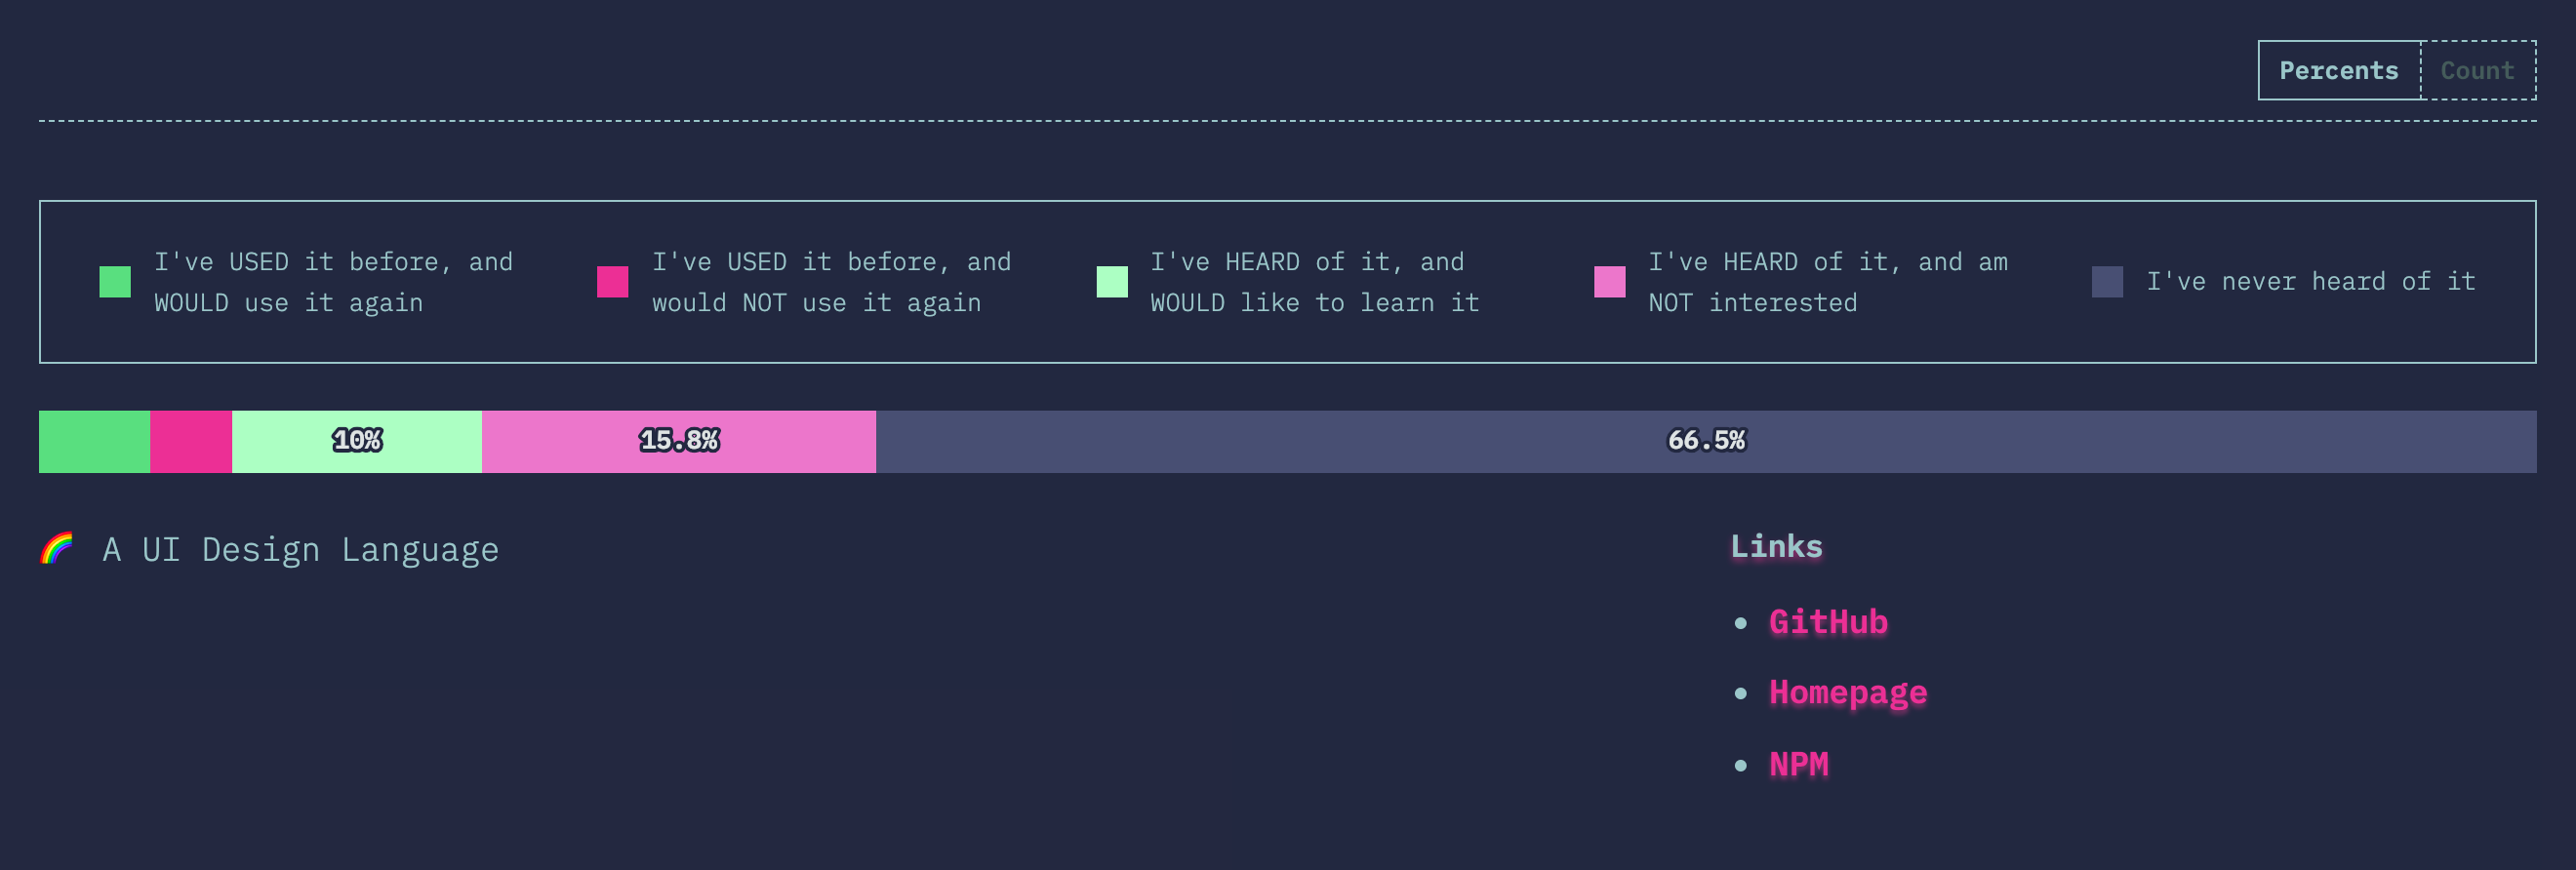 Percents Count
I've USED it before, and
WOULD use it again
I've USED it before, and
would NOT use it again
I've HEARD of it, and
WOULD like to learn it
I've HEARD of it, and am
NOT interested
I've never heard of it
10% 15.8% 66.5%
🌈 A UI Design Language
Links
• GitHub
• Homepage
• NPM